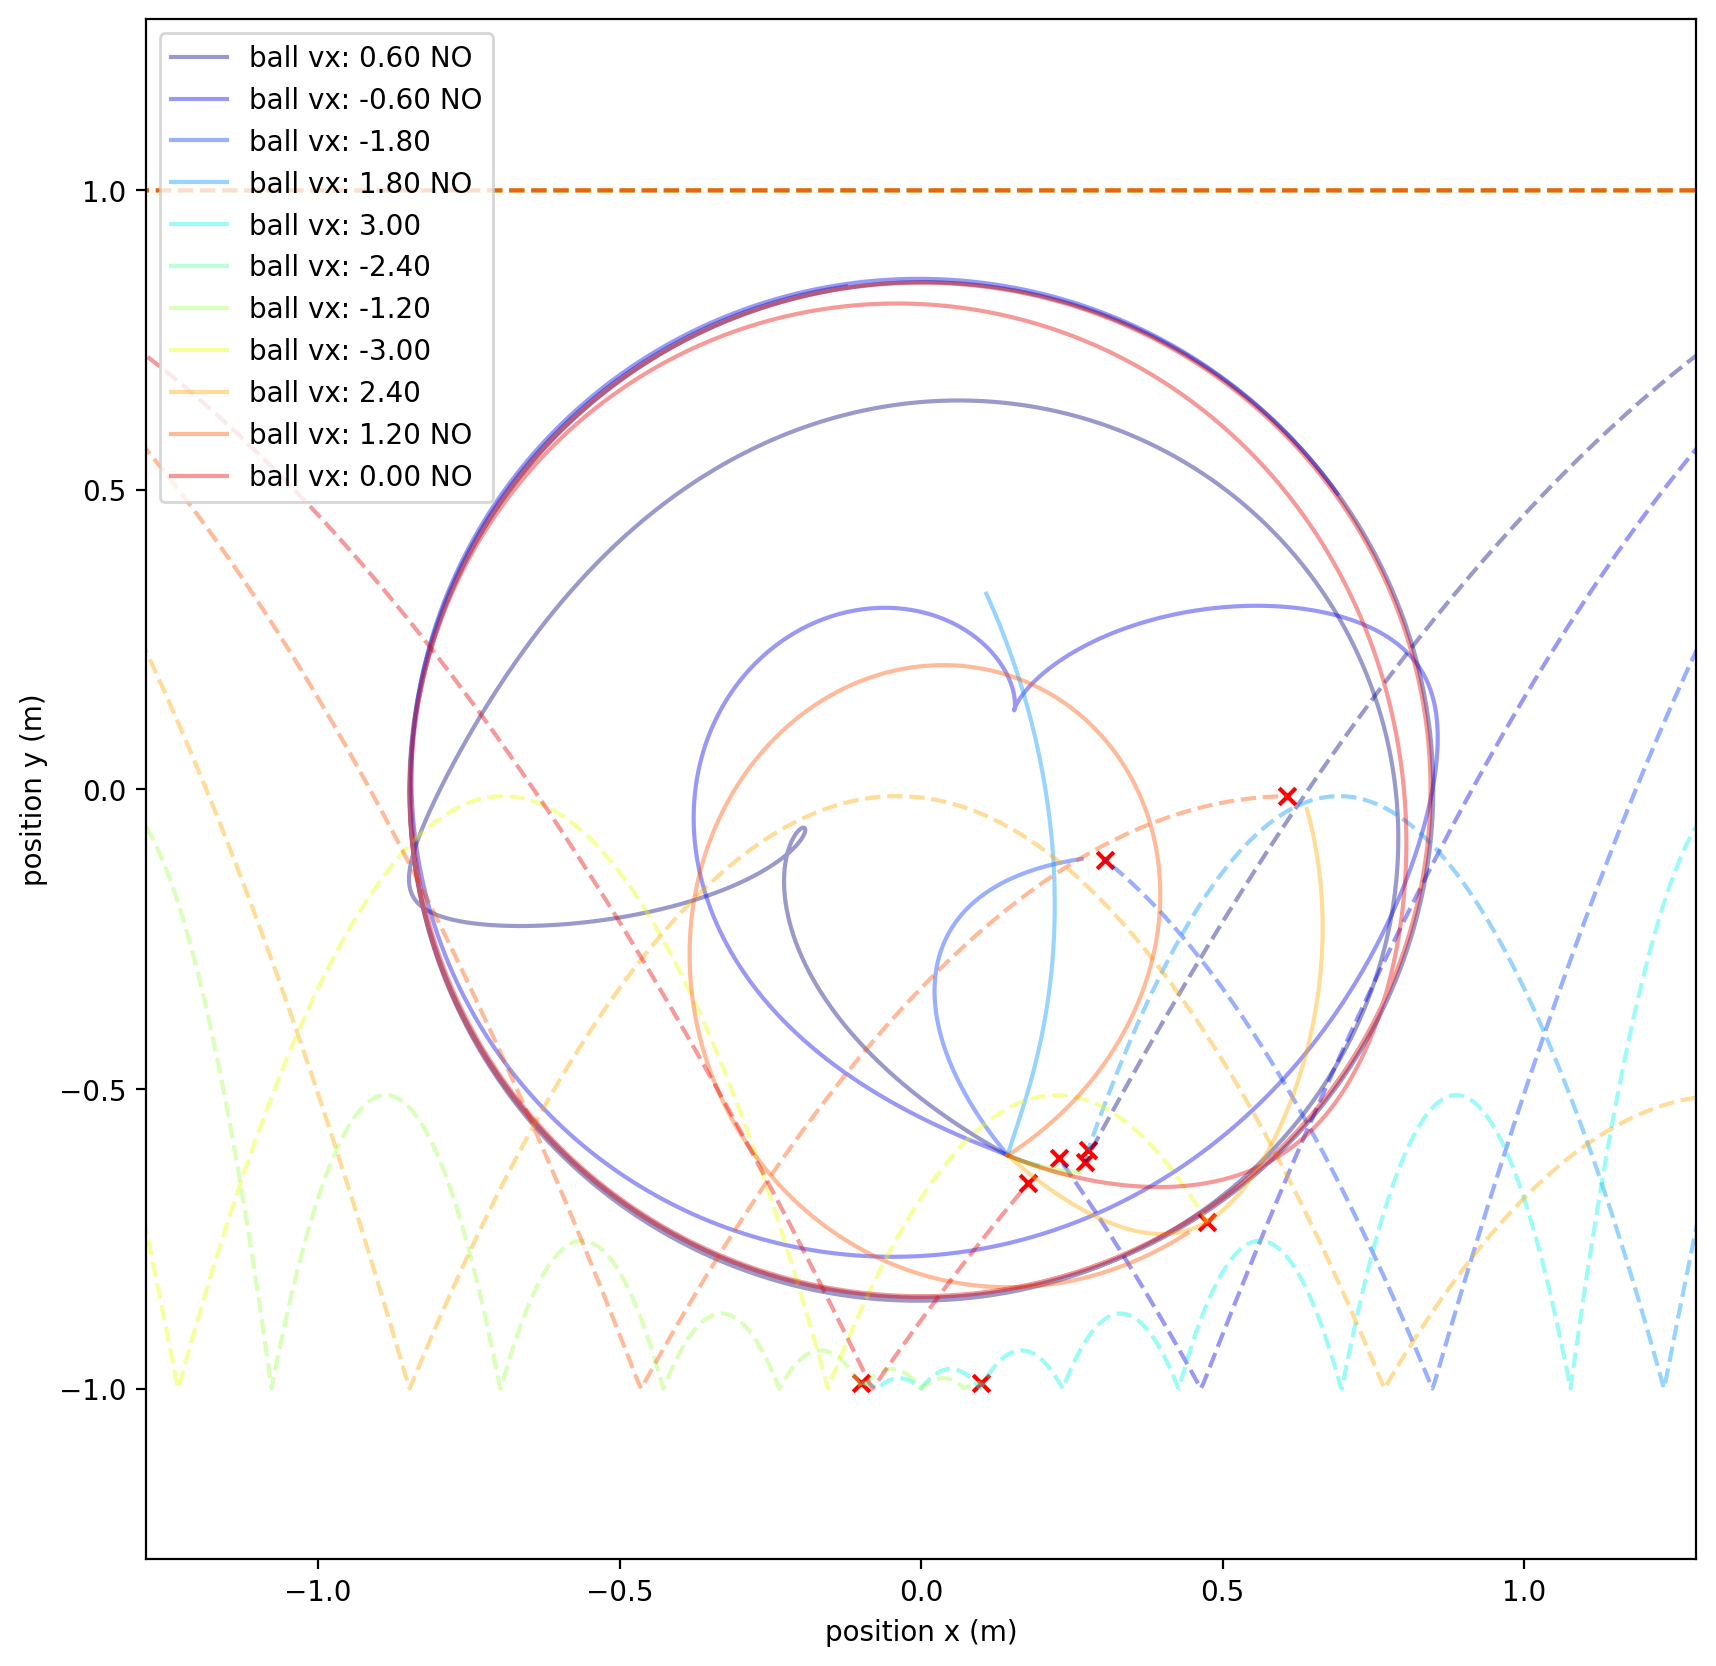 ball vx: 0.60 NO
ball vx: -0.60 NO
ball vx: -1.80
ball vx: 1.80 NO
ball vx: 3.00
ball vx: -2.40
ball vx: -1.20
ball vx: -3.00
ball vx: 2.40
ball vx: 1.20 NO
ball vx: 0.00 NO
position y (m)
1.0
0.5
0.0
−0.5
−1.0
−1.0
−0.5
0.0
0.5
1.0
position x (m)